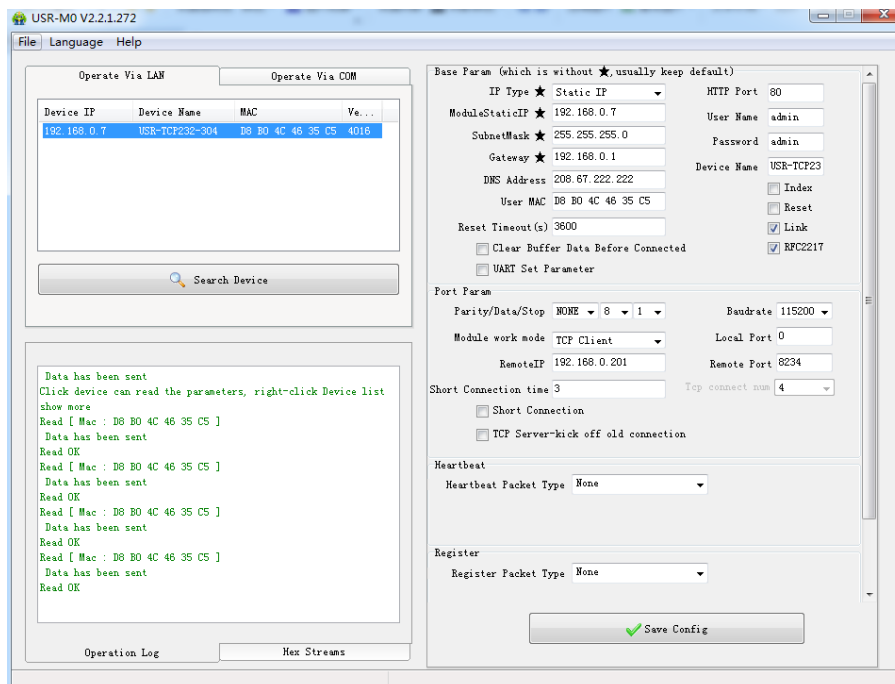 USR-M0 V2.2.1.272
File Language Help
Operate Via LAN Operate Via COM
Device IP Device Name MAC Ve...
192.168.0.7 USR-TCP232-304 D8 B0 4C 46 35 C5 4016
Search Device
Data has been sent
Click device can read the parameters, right-click Device list
show more
Read [ Mac : D8 B0 4C 46 35 C5 ]
Data has been sent
Read OK
Read [ Mac : D8 B0 4C 46 35 C5 ]
Data has been sent
Read OK
Read [ Mac : D8 B0 4C 46 35 C5 ]
Data has been sent
Read OK
Read [ Mac : D8 B0 4C 46 35 C5 ]
Data has been sent
Read OK
Operation Log Hex Streams
Base Param (which is without ★,usually keep default)
IP Type ★ Static IP HTTP Port 80
ModuleStaticIP ★ 192.168.0.7 User Name admin
SubnetMask ★ 255.255.255.0 Password admin
Gateway ★ 192.168.0.1 Device Name USR-TCP23
DNS Address 208.67.222.222 Index
User MAC D8 B0 4C 46 35 C5 Reset
Reset Timeout(s) 3600 Link
Clear Buffer Data Before Connected RFC2217
UART Set Parameter
Port Param
Parity/Data/Stop NONE 8 1 Baudrate 115200
Module work mode TCP Client Local Port 0
RemoteIP 192.168.0.201 Remote Port 8234
Short Connection time 3 Tcp connect num 4
Short Connection
TCP Server-kick off old connection
Heartbeat
Heartbeat Packet Type None
Register
Register Packet Type None
Save Config